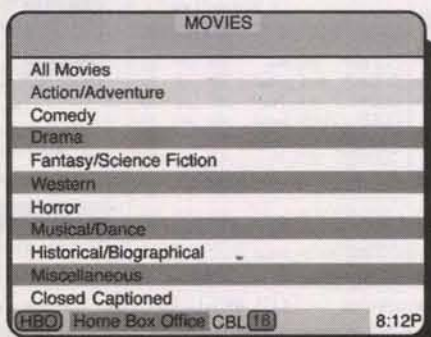 MOVIES
All Movies
Action/Adventure
Comedy
Drama
Fantasy/Science Fiction
Western
Horror
Musical/Dance
Historical/Biographical
Miscellaneous
Closed Captioned
HBO Home Box Office CBL 18 8:12P